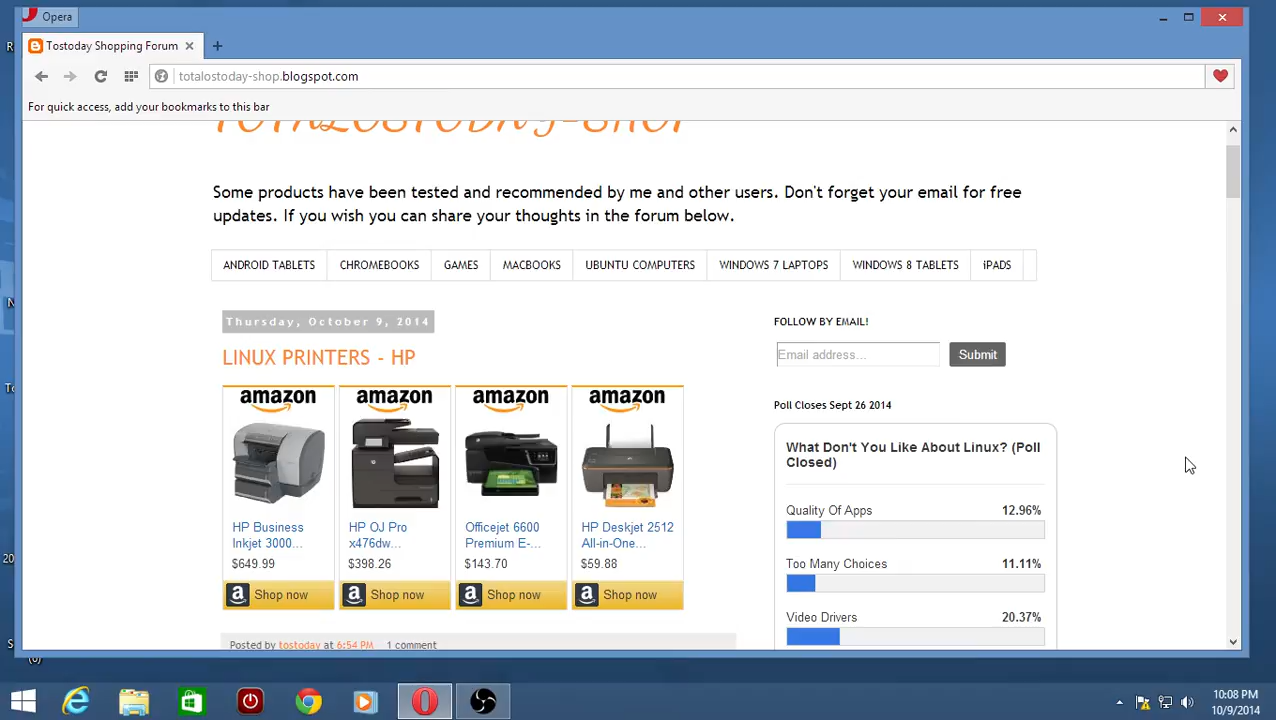 Opera
Tostoday Shopping Forum
totalostoday-shop.blogspot.com
For quick access, add your bookmarks to this bar
TOTALOSTODAY-SHOP
Some products have been tested and recommended by me and other users. Don't forget your email for free
updates. If you wish you can share your thoughts in the forum below.
ANDROID TABLETS CHROMEBOOKS GAMES MACBOOKS UBUNTU COMPUTERS WINDOWS 7 LAPTOPS WINDOWS 8 TABLETS iPADS
Thursday, October 9, 2014
LINUX PRINTERS - HP
amazon amazon amazon amazon
HP Business
Inkjet 3000...
$649.99
Shop now
HP OJ Pro
x476dw...
$398.26
Shop now
Officejet 6600
Premium E-...
$143.70
Shop now
HP Deskjet 2512
All-in-One...
$59.88
Shop now
Posted by tostoday at 6:54 PM 1 comment
FOLLOW BY EMAIL!
Email address... Submit
Poll Closes Sept 26 2014
What Don't You Like About Linux? (Poll
Closed)
Quality Of Apps 12.96%
Too Many Choices 11.11%
Video Drivers 20.37%
10:08 PM
10/9/2014